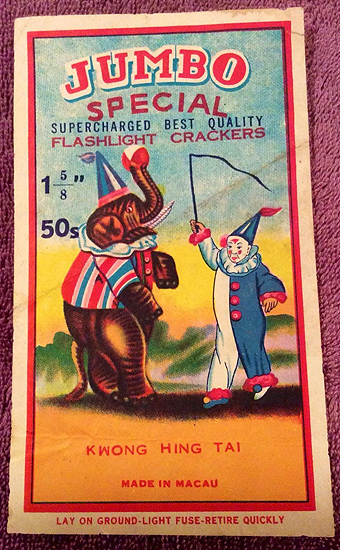 JUMBO
SPECIAL
SUPERCHARGED BEST QUALITY
FLASHLIGHT CRACKERS
1 5/8"
50s
KWONG HING TAI
MADE IN MACAU
LAY ON GROUND-LIGHT FUSE-RETIRE QUICKLY